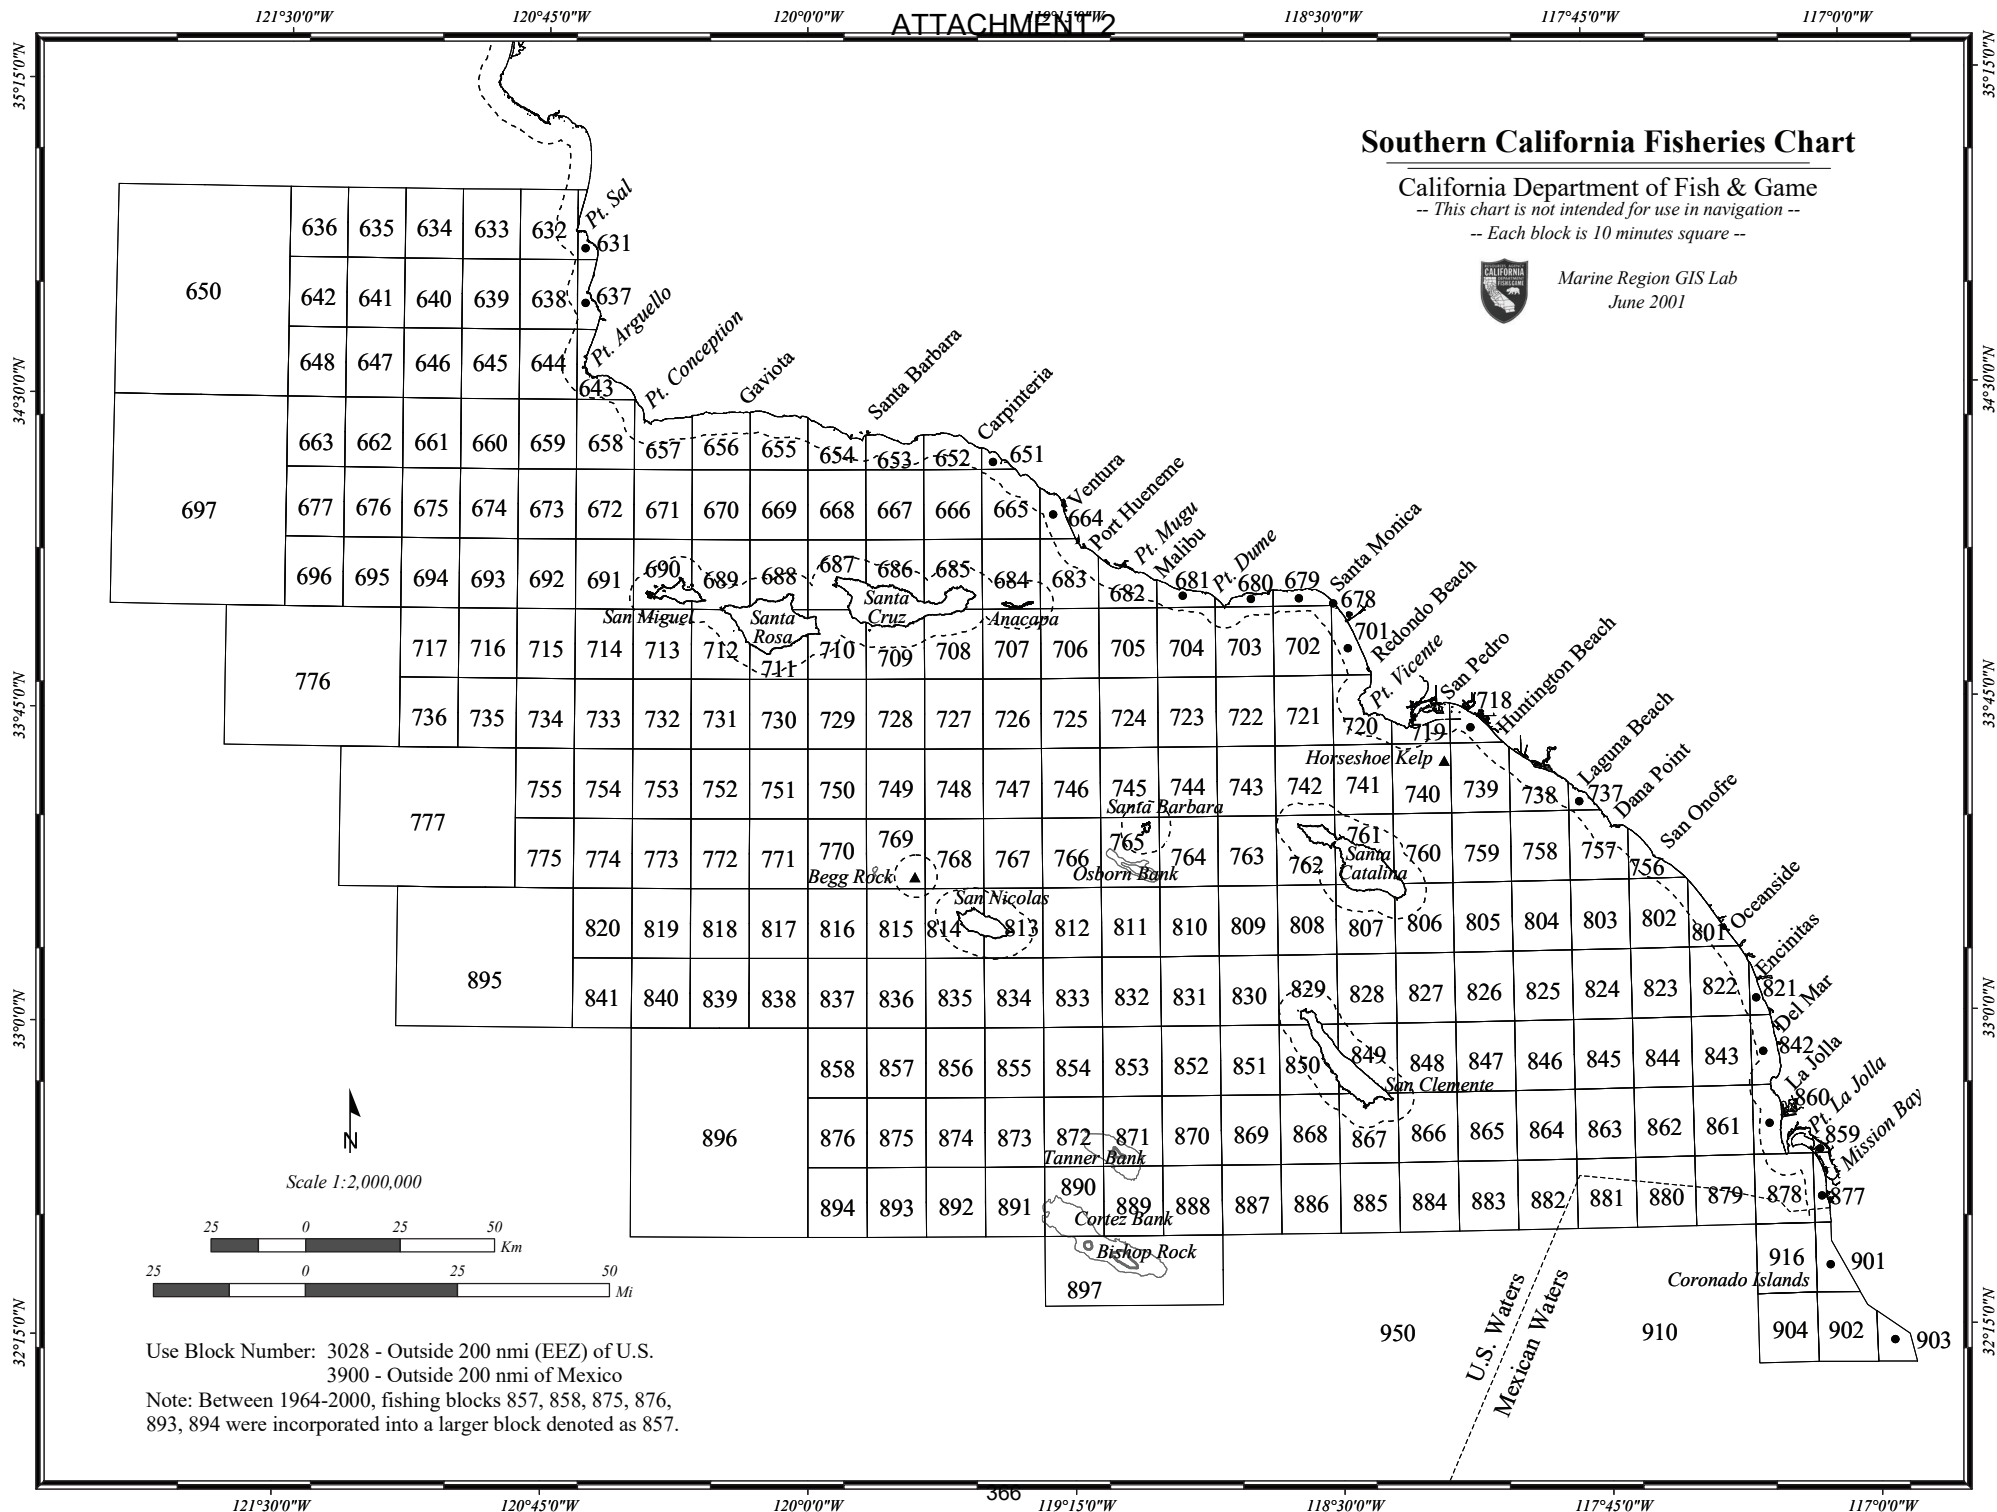 121°30'0"W 120°45'0"W 120°0'0"W 119°15'0"W 118°30'0"W 117°45'0"W 117°0'0"W
ATTACHMENT 2
35°15'0"N 35°15'0"N
Southern California Fisheries Chart
California Department of Fish & Game
-- This chart is not intended for use in navigation --
-- Each block is 10 minutes square --
CALIFORNIA
Marine Region GIS Lab
June 2001
Pt. Sal
636 635 634 633 632 631
650
642 641 640 639 638 637
Pt. Arguello
648 647 646 645 644 643
34°30'0"N 34°30'0"N
Pt. Conception
Gaviota
Santa Barbara
Carpinteria
663 662 661 660 659 658 657 656 655 654 653 652 651
Ventura
Port Hueneme
697
677 676 675 674 673 672 671 670 669 668 667 666 665 664
Pt. Mugu
Malibu
Pt. Dume
Santa Monica
696 695 694 693 692 691 690 689 688 687 686 685 684 683 682 681 680 679 678
San Miguel
Santa
Rosa
Santa
Cruz
Anacapa
Redondo Beach
776
717 716 715 714 713 712 711 710 709 708 707 706 705 704 703 702 701
Pt. Vicente
San Pedro
Huntington Beach
33°45'0"N 33°45'0"N
736 735 734 733 732 731 730 729 728 727 726 725 724 723 722 721 720 719 718
Horseshoe Kelp
Laguna Beach
Dana Point
San Onofre
777
755 754 753 752 751 750 749 748 747 746 745 744 743 742 741 740 739 738 737
Santa Barbara
775 774 773 772 771 770 769 768 767 766 765 764 763 762 761 760 759 758 757 756
Begg Rock
Osborn Bank
Santa
Catalina
San Nicolas
Oceanside
Encinitas
895
820 819 818 817 816 815 814 813 812 811 810 809 808 807 806 805 804 803 802 801
841 840 839 838 837 836 835 834 833 832 831 830 829 828 827 826 825 824 823 822 821
33°0'0"N 33°0'0"N
Del Mar
La Jolla
858 857 856 855 854 853 852 851 850 849 848 847 846 845 844 843 842
San Clemente
Pt. La Jolla
Mission Bay
896
876 875 874 873 872 871 870 869 868 867 866 865 864 863 862 861 860 859
Tanner Bank
894 893 892 891 890 889 888 887 886 885 884 883 882 881 880 879 878 877
Cortez Bank
Bishop Rock
897
916 901
Coronado Islands
904 902 903
950 910
U.S. Waters
Mexican Waters
32°15'0"N 32°15'0"N
N
Scale 1:2,000,000
25 0 25 50
Km
25 0 25 50
Mi
Use Block Number: 3028 - Outside 200 nmi (EEZ) of U.S.
3900 - Outside 200 nmi of Mexico
Note: Between 1964-2000, fishing blocks 857, 858, 875, 876,
893, 894 were incorporated into a larger block denoted as 857.
366
121°30'0"W 120°45'0"W 120°0'0"W 119°15'0"W 118°30'0"W 117°45'0"W 117°0'0"W